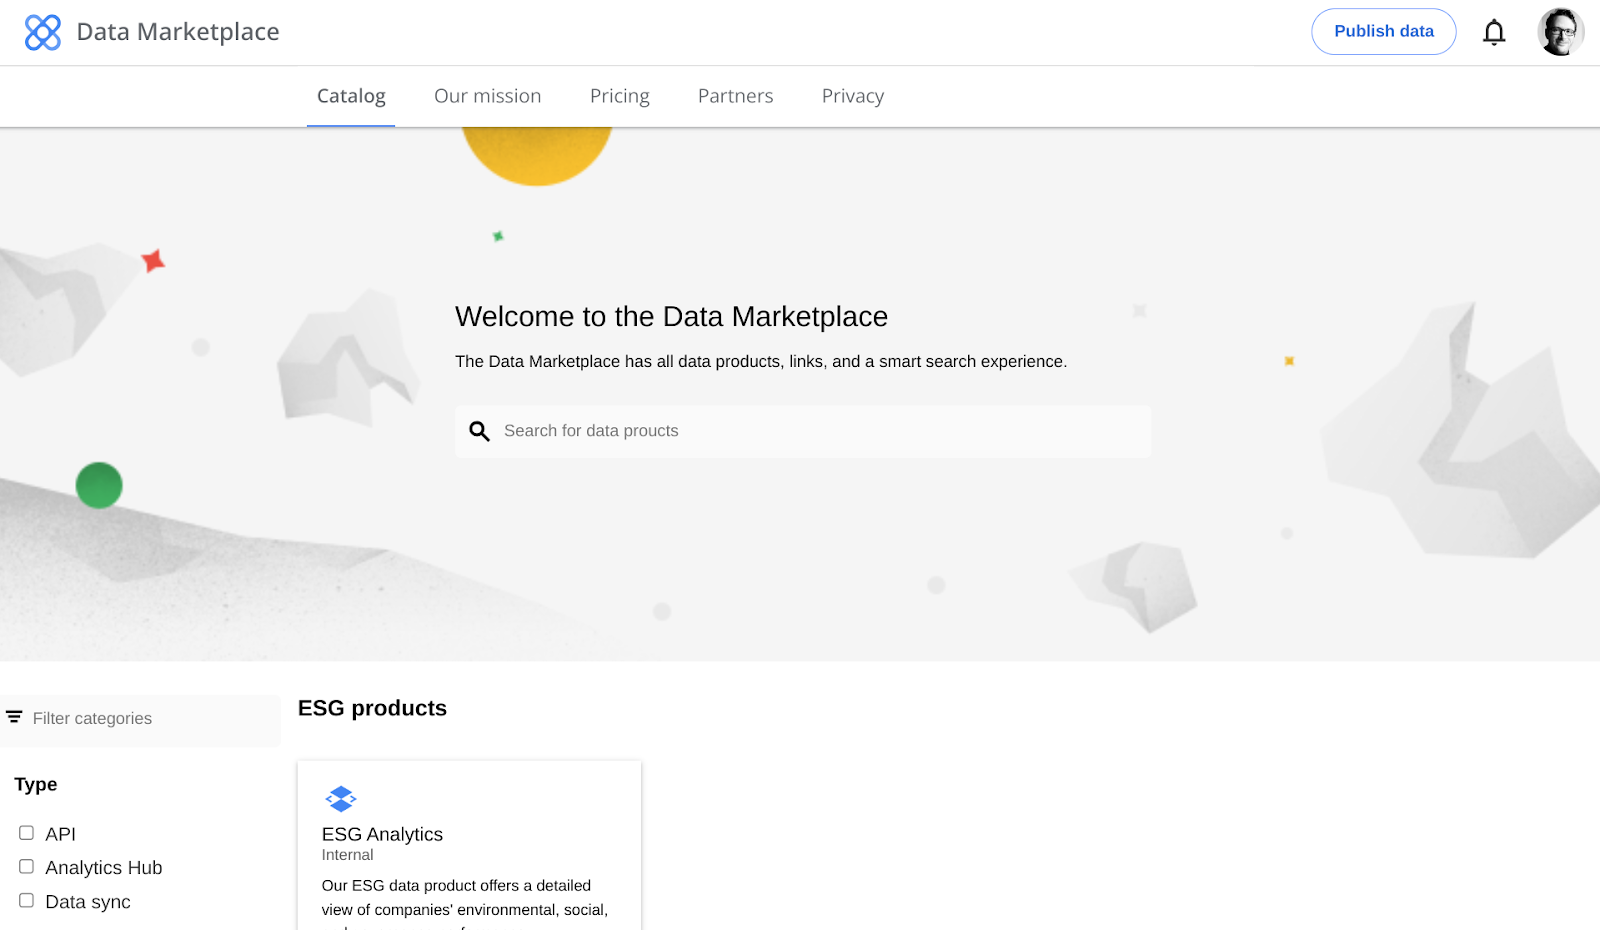 Data Marketplace
Publish data
Catalog
Our mission
Pricing
Partners
Privacy
Welcome to the Data Marketplace
The Data Marketplace has all data products, links, and a smart search experience.
Search for data proucts
Filter categories
Type
API
Analytics Hub
Data sync
ESG products
ESG Analytics
Internal
Our ESG data product offers a detailed
view of companies' environmental, social,